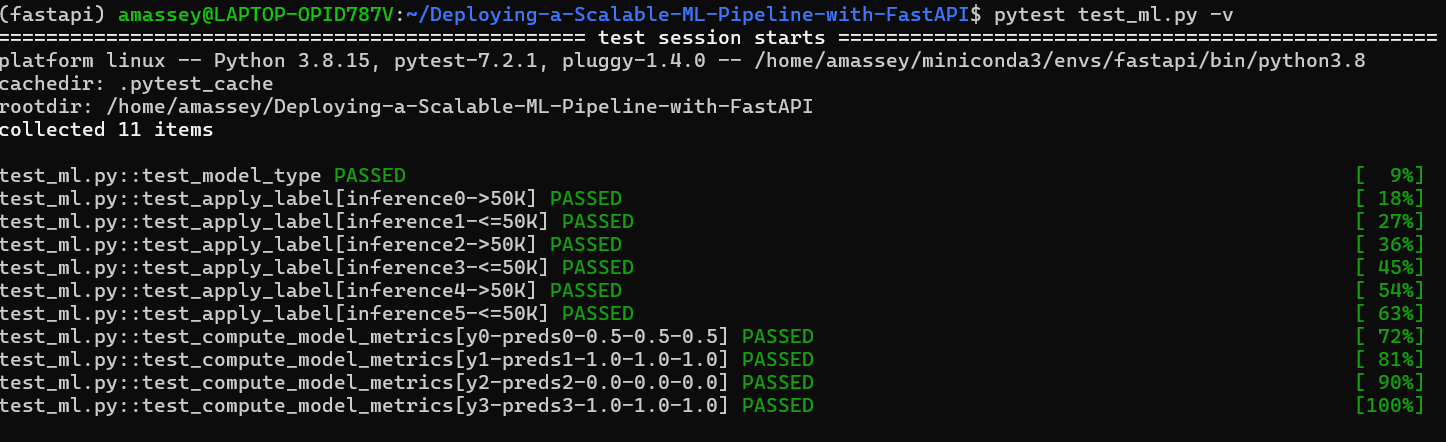 (fastapi) amassey@LAPTOP-OPID787V:~/Deploying-a-Scalable-ML-Pipeline-with-FastAPI$ pytest test_ml.py -v
================================================= test session starts ==================================================
platform linux -- Python 3.8.15, pytest-7.2.1, pluggy-1.4.0 -- /home/amassey/miniconda3/envs/fastapi/bin/python3.8
cachedir: .pytest_cache
rootdir: /home/amassey/Deploying-a-Scalable-ML-Pipeline-with-FastAPI
collected 11 items
test_ml.py::test_model_type PASSED [  9%]
test_ml.py::test_apply_label[inference0->50K] PASSED [ 18%]
test_ml.py::test_apply_label[inference1-<=50K] PASSED [ 27%]
test_ml.py::test_apply_label[inference2->50K] PASSED [ 36%]
test_ml.py::test_apply_label[inference3-<=50K] PASSED [ 45%]
test_ml.py::test_apply_label[inference4->50K] PASSED [ 54%]
test_ml.py::test_apply_label[inference5-<=50K] PASSED [ 63%]
test_ml.py::test_compute_model_metrics[y0-preds0-0.5-0.5-0.5] PASSED [ 72%]
test_ml.py::test_compute_model_metrics[y1-preds1-1.0-1.0-1.0] PASSED [ 81%]
test_ml.py::test_compute_model_metrics[y2-preds2-0.0-0.0-0.0] PASSED [ 90%]
test_ml.py::test_compute_model_metrics[y3-preds3-1.0-1.0-1.0] PASSED [100%]